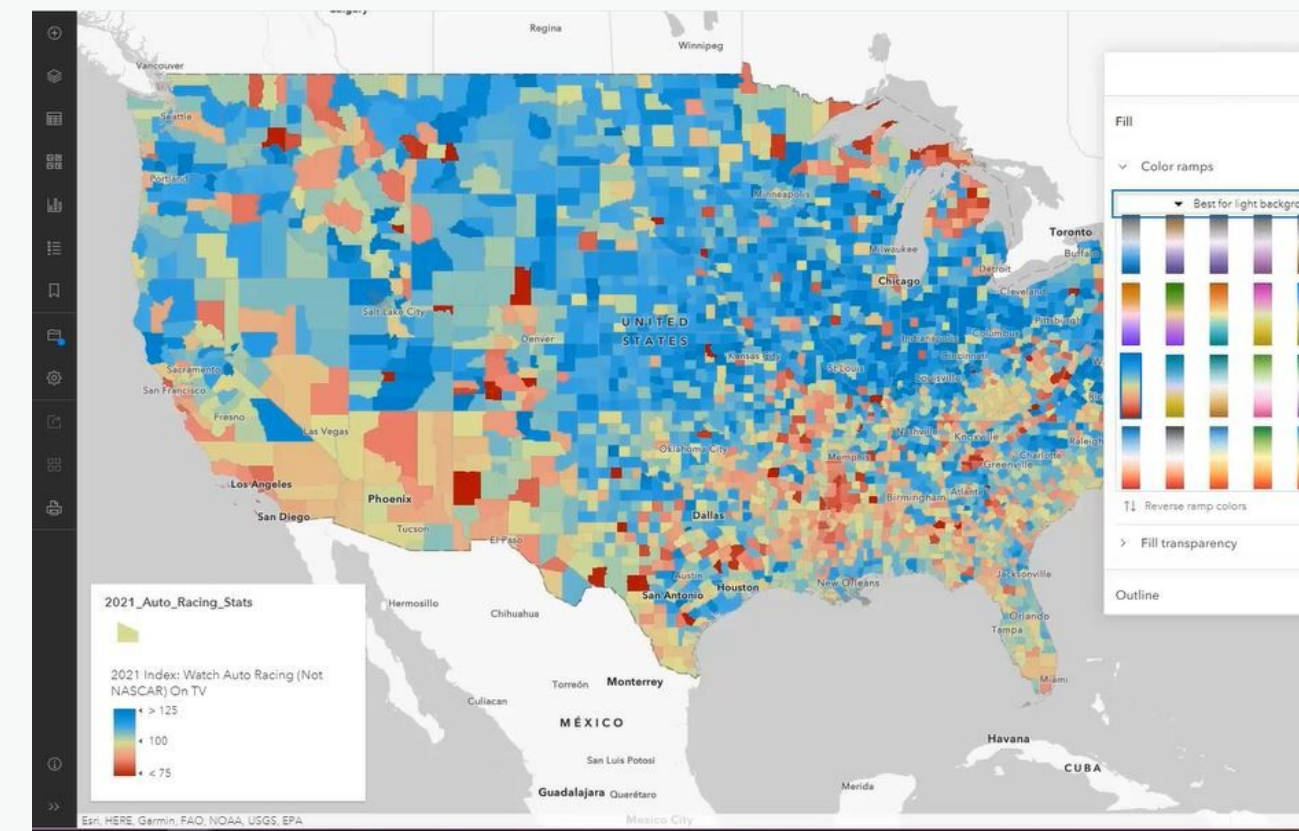 Regina
Winnipeg
Vancouver
Seattle
Portland
Minneapolis
Toronto
Milwaukee
Detroit
Chicago
Cleveland
Salt Lake City
UNITED
STATES
Denver
Pittsburgh
Columbus
Indianapolis
Cincinnati
Kansas City
St Louis
Louisville
Sacramento
San Francisco
Fresno
Las Vegas
Nashville
Knoxville
Raleigh
Oklahoma City
Memphis
Charlotte
Greenville
Los Angeles
Phoenix
Birmingham
Atlanta
San Diego
Tucson
Dallas
El Paso
Austin
Houston
San Antonio
New Orleans
Jacksonville
Orlando
Tampa
Miami
Hermosillo
Chihuahua
Torreón
Monterrey
Culiacan
MÉXICO
San Luis Potosi
Guadalajara
Querétaro
Merida
Mexico City
Havana
CUBA
Fill
Color ramps
Best for light backgro
Reverse ramp colors
Fill transparency
Outline
2021_Auto_Racing_Stats
2021 Index: Watch Auto Racing (Not
NASCAR) On TV
> 125
100
< 75
Esri, HERE, Garmin, FAO, NOAA, USGS, EPA